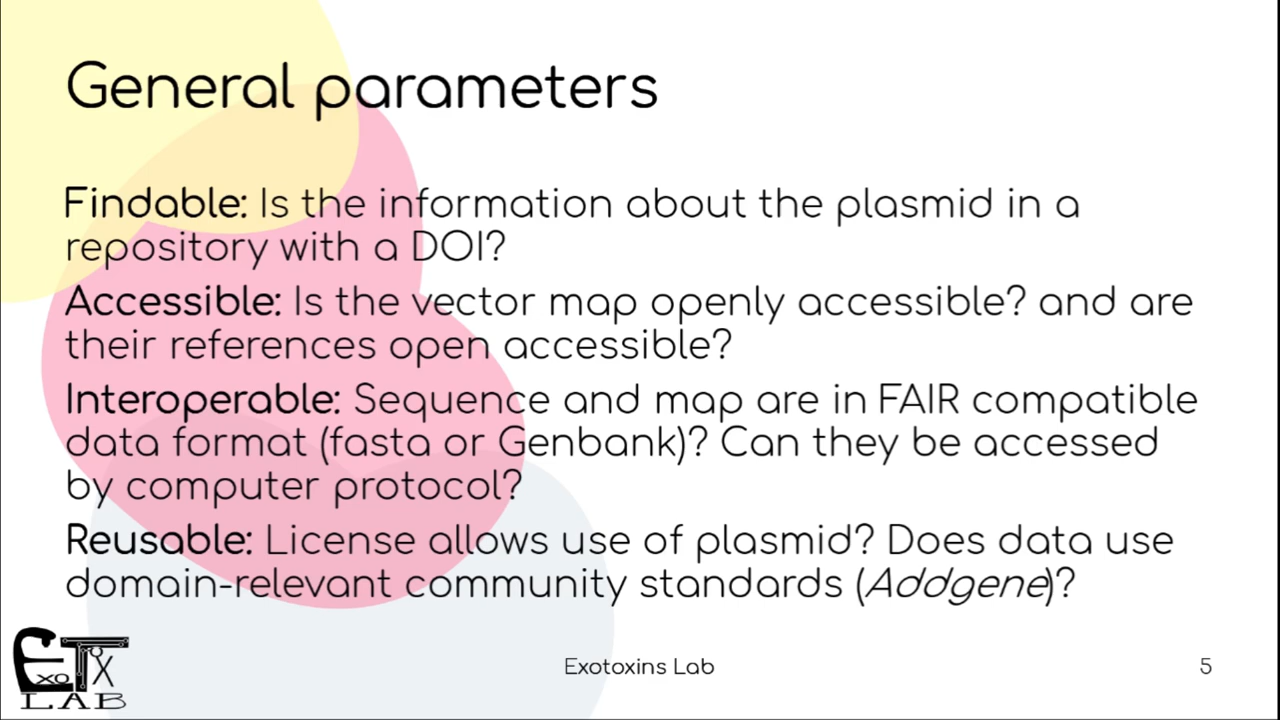 General parameters
Findable: Is the information about the plasmid in a
repository with a DOI?
Accessible: Is the vector map openly accessible? and are
their references open accessible?
Interoperable: Sequence and map are in FAIR compatible
data format (fasta or Genbank)? Can they be accessed
by computer protocol?
Reusable: License allows use of plasmid? Does data use
domain-relevant community standards (Addgene)?
ExoTx
LAB
Exotoxins Lab
5